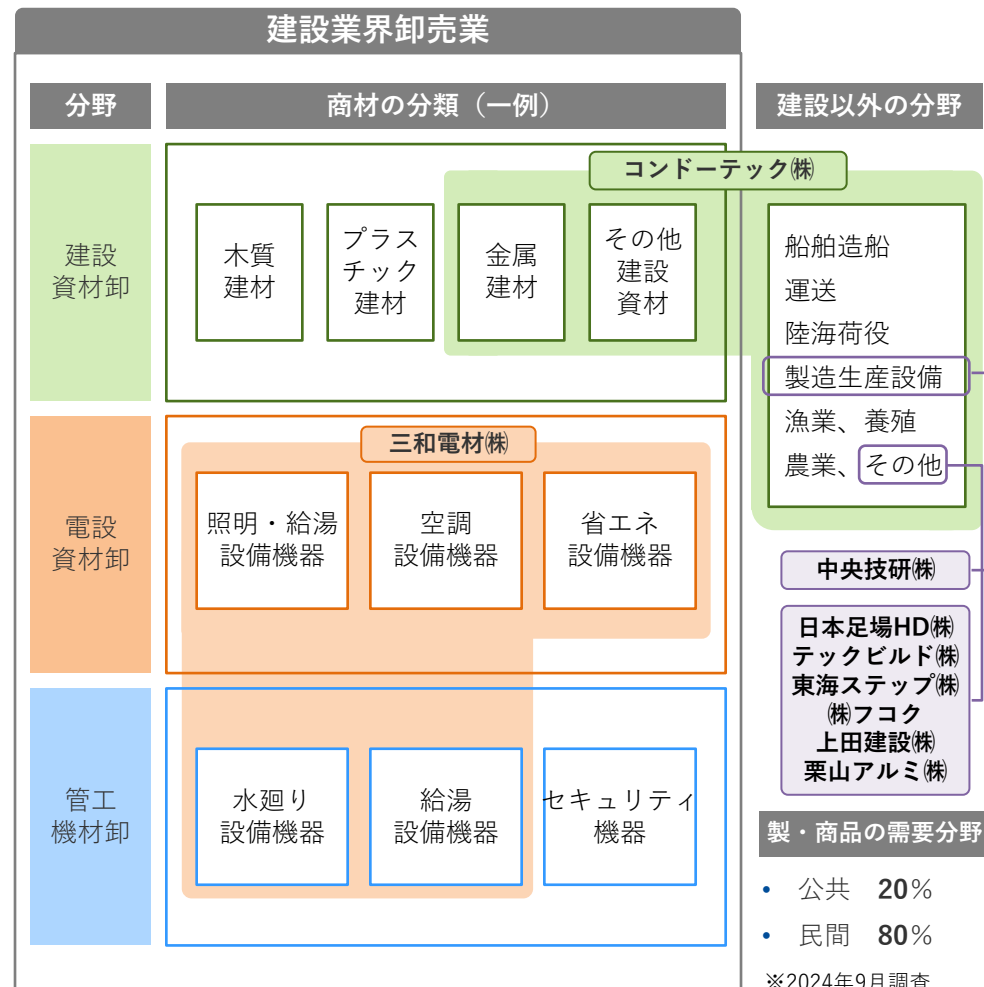 建設業界卸売業
分野
商材の分類（一例）
建設以外の分野
コンドーテック㈱
建設
資材卸
木質
建材
プラス
チック
建材
金属
建材
その他
建設
資材
船舶造船
運送
陸海荷役
製造生産設備
漁業、養殖
農業、その他
三和電材㈱
電設
資材卸
照明・給湯
設備機器
空調
設備機器
省エネ
設備機器
中央技研㈱
日本足場HD㈱
テックビルド㈱
東海ステップ㈱
㈱フコク
上田建設㈱
栗山アルミ㈱
管工
機材卸
水廻り
設備機器
給湯
設備機器
セキュリティ
機器
製・商品の需要分野
• 公共 20%
• 民間 80%
※2024年9月調査